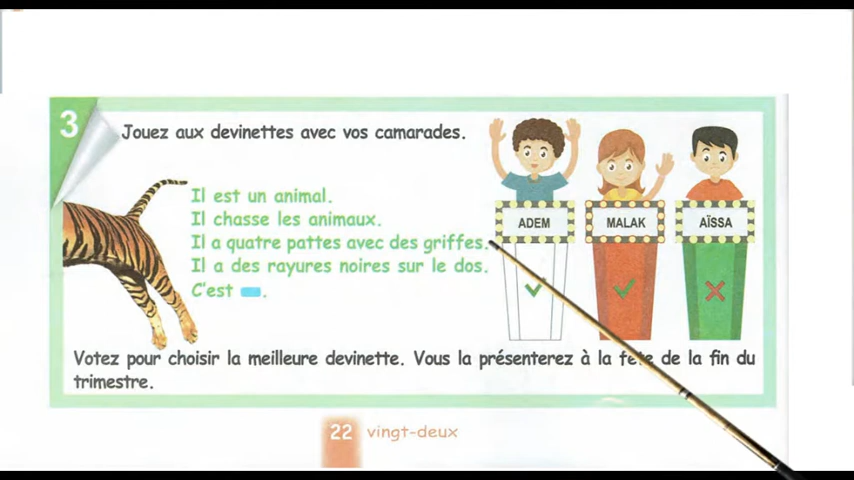 3
Jouez aux devinettes avec vos camarades.
Il est un animal.
Il chasse les animaux.
Il a quatre pattes avec des griffes.
Il a des rayures noires sur le dos.
C'est
ADEM
MALAK
AÏSSA
Votez pour choisir la meilleure devinette. Vous la présenterez à la fête de la fin du
trimestre.
22 vingt-deux